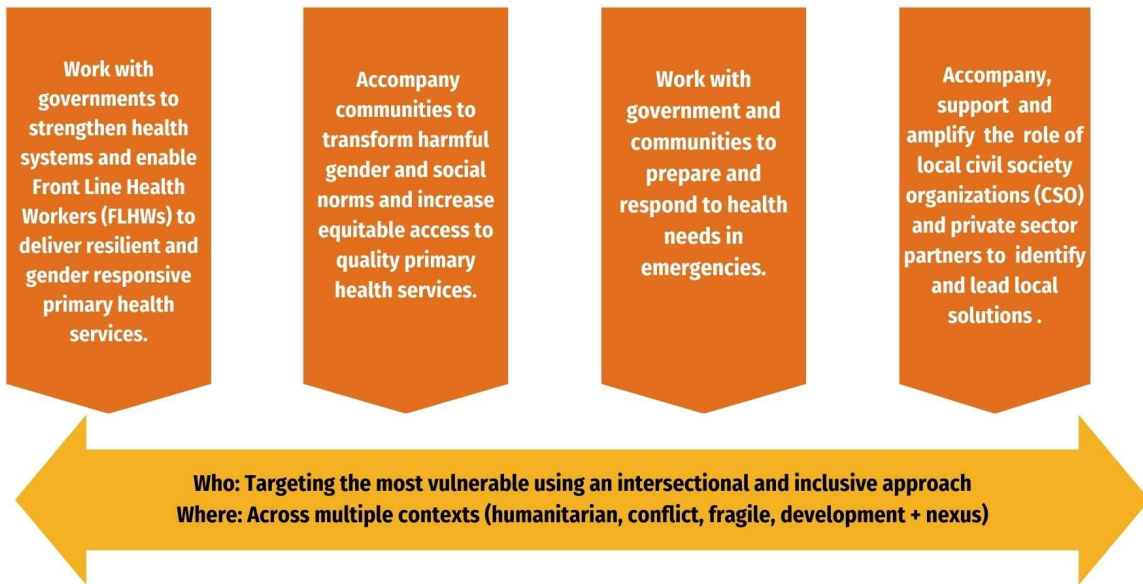 Work with
governments to
strengthen health
systems and enable
Front Line Health
Workers (FLHWs) to
deliver resilient and
gender responsive
primary health
services.
Accompany
communities to
transform harmful
gender and social
norms and increase
equitable access to
quality primary
health services.
Work with
government and
communities to
prepare and
respond to health
needs in
emergencies.
Accompany,
support and
amplify the role of
local civil society
organizations (CSO)
and private sector
partners to identify
and lead local
solutions .
Who: Targeting the most vulnerable using an intersectional and inclusive approach
Where: Across multiple contexts (humanitarian, conflict, fragile, development + nexus)